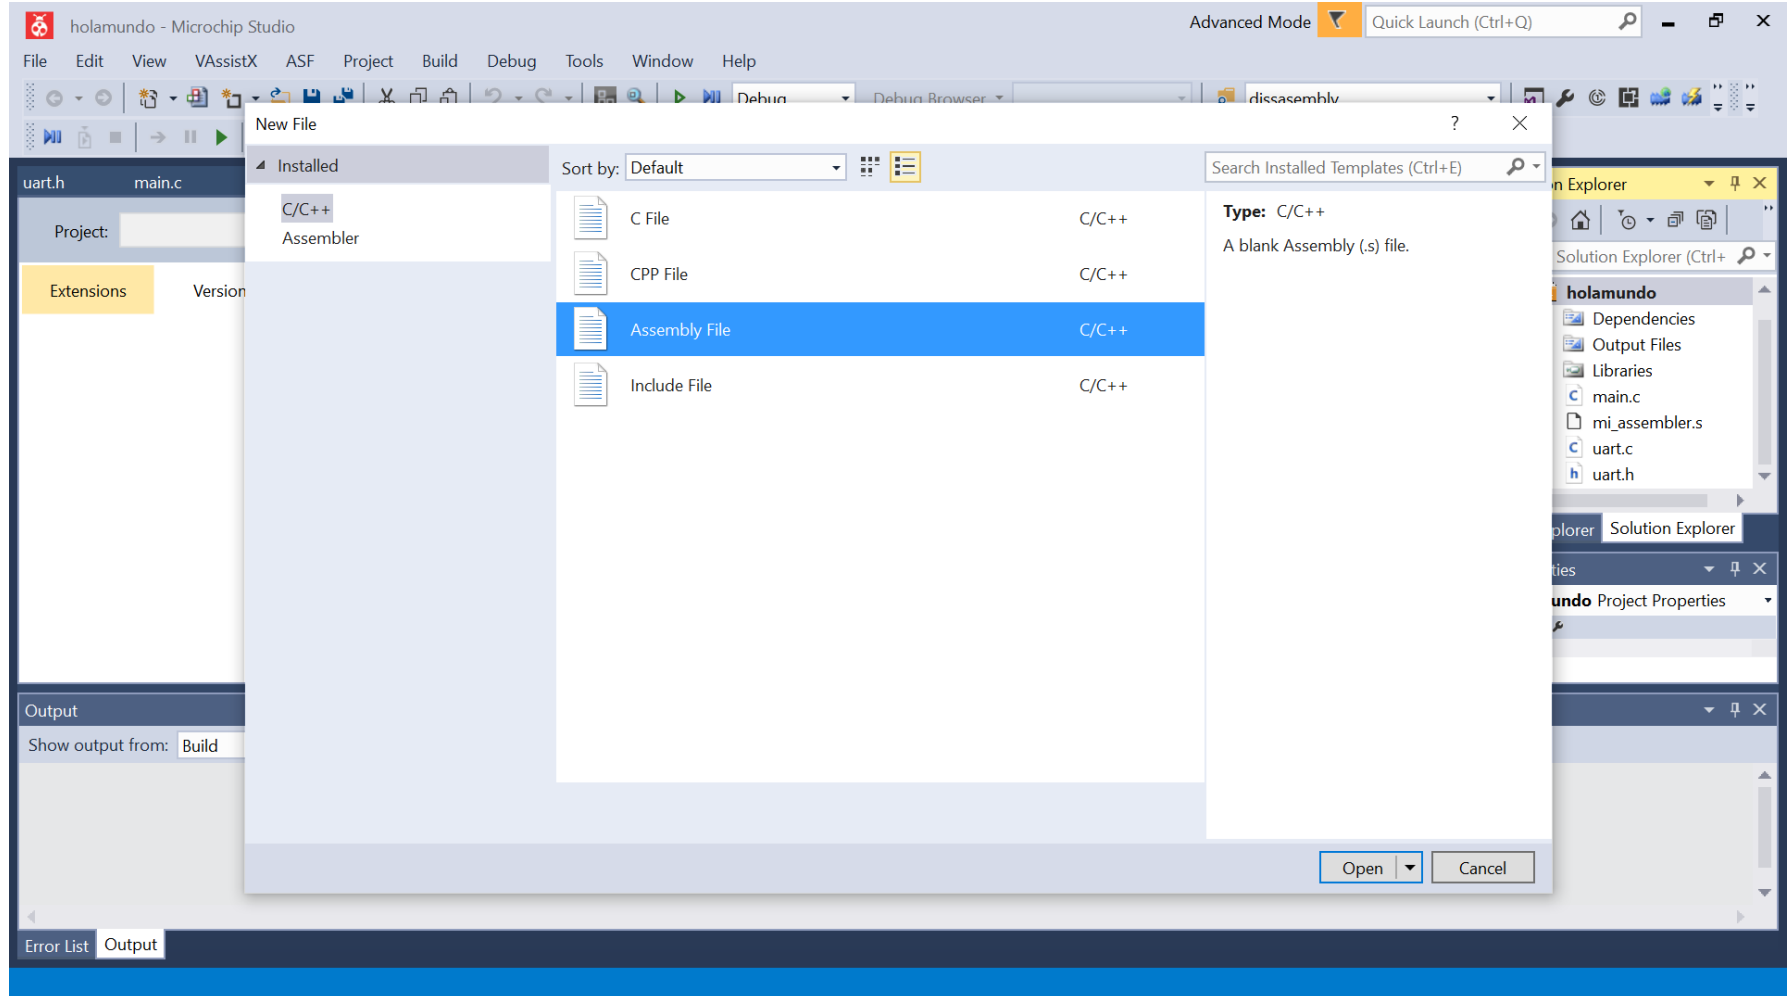 holamundo - Microchip Studio
Advanced Mode
Quick Launch (Ctrl+Q)
File Edit View VAssistX ASF Project Build Debug Tools Window Help
Debug Debug Browser dissasembly
New File ?
Installed
Sort by: Default
Search Installed Templates (Ctrl+E)
C/C++
Assembler
C File C/C++
CPP File C/C++
Assembly File C/C++
Include File C/C++
Type: C/C++
A blank Assembly (.s) file.
Open Cancel
uart.h main.c
Project:
Extensions Version
n Explorer
Solution Explorer (Ctrl+
holamundo
Dependencies
Output Files
Libraries
main.c
mi_assembler.s
uart.c
uart.h
plorer Solution Explorer
ties
undo Project Properties
Output
Show output from: Build
Error List Output